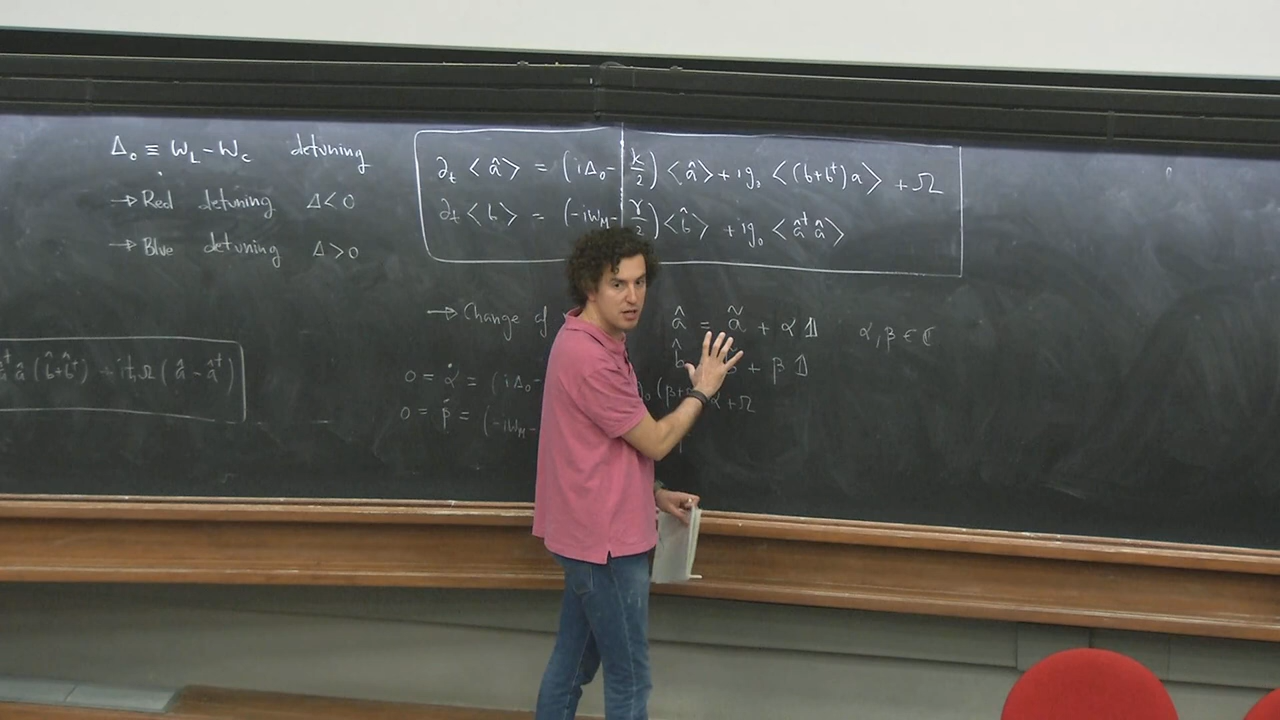 Δ₀ ≡ ω_L − ω_c detuning
→ Red detuning Δ<0
→ Blue detuning Δ>0
∂_t <â> = (iΔ₀ − κ/2) <â> + ig₀ <(b+b†)a> + Ω
∂_t <b> = (−iω_M − γ/2) <b̂> + ig₀ <â†â>
→ Change of
â = ã + α 𝟙 α, β ∈ ℂ
b̂ + β 𝟙
0 = α̇ = (iΔ₀− (β+ α + Ω
0 = β̇ = (−iω_M−
â†â (b̂+b̂†) + iħΩ (â − â†)